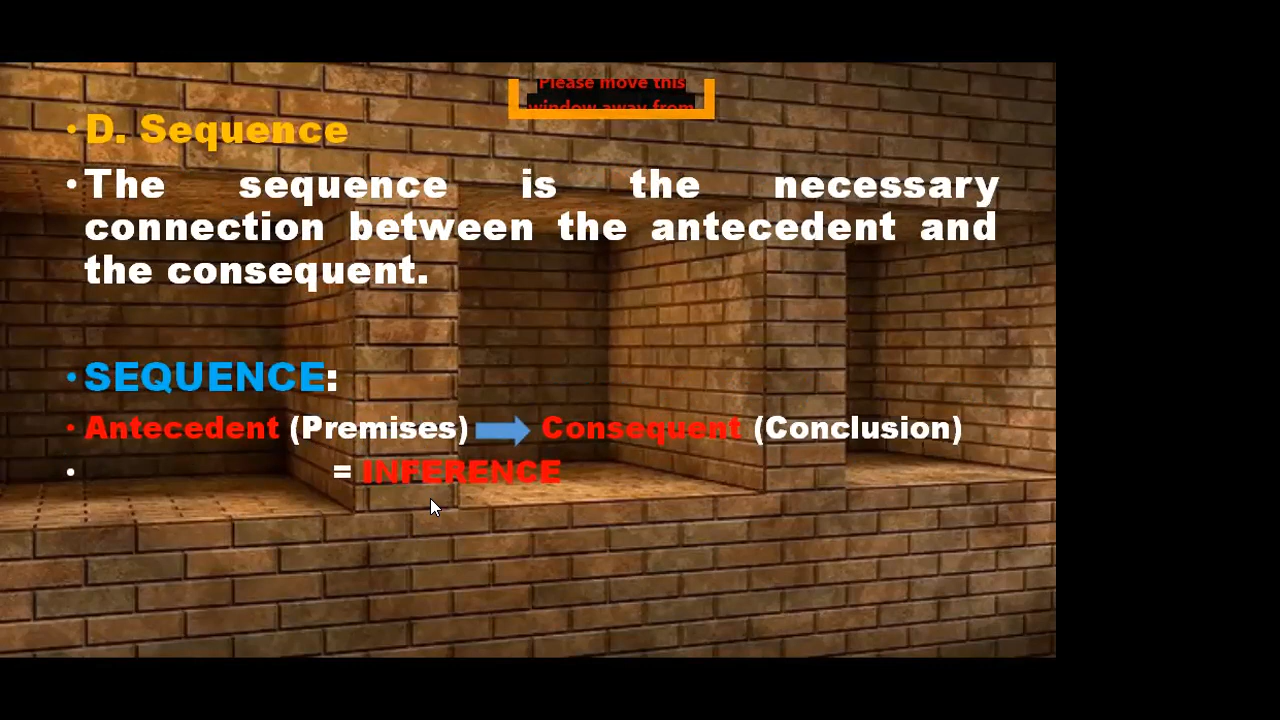 Please move this
window away from
• D. Sequence
• The sequence is the necessary
connection between the antecedent and
the consequent.
• SEQUENCE:
• Antecedent (Premises) ➡ Consequent (Conclusion)
• = INFERENCE